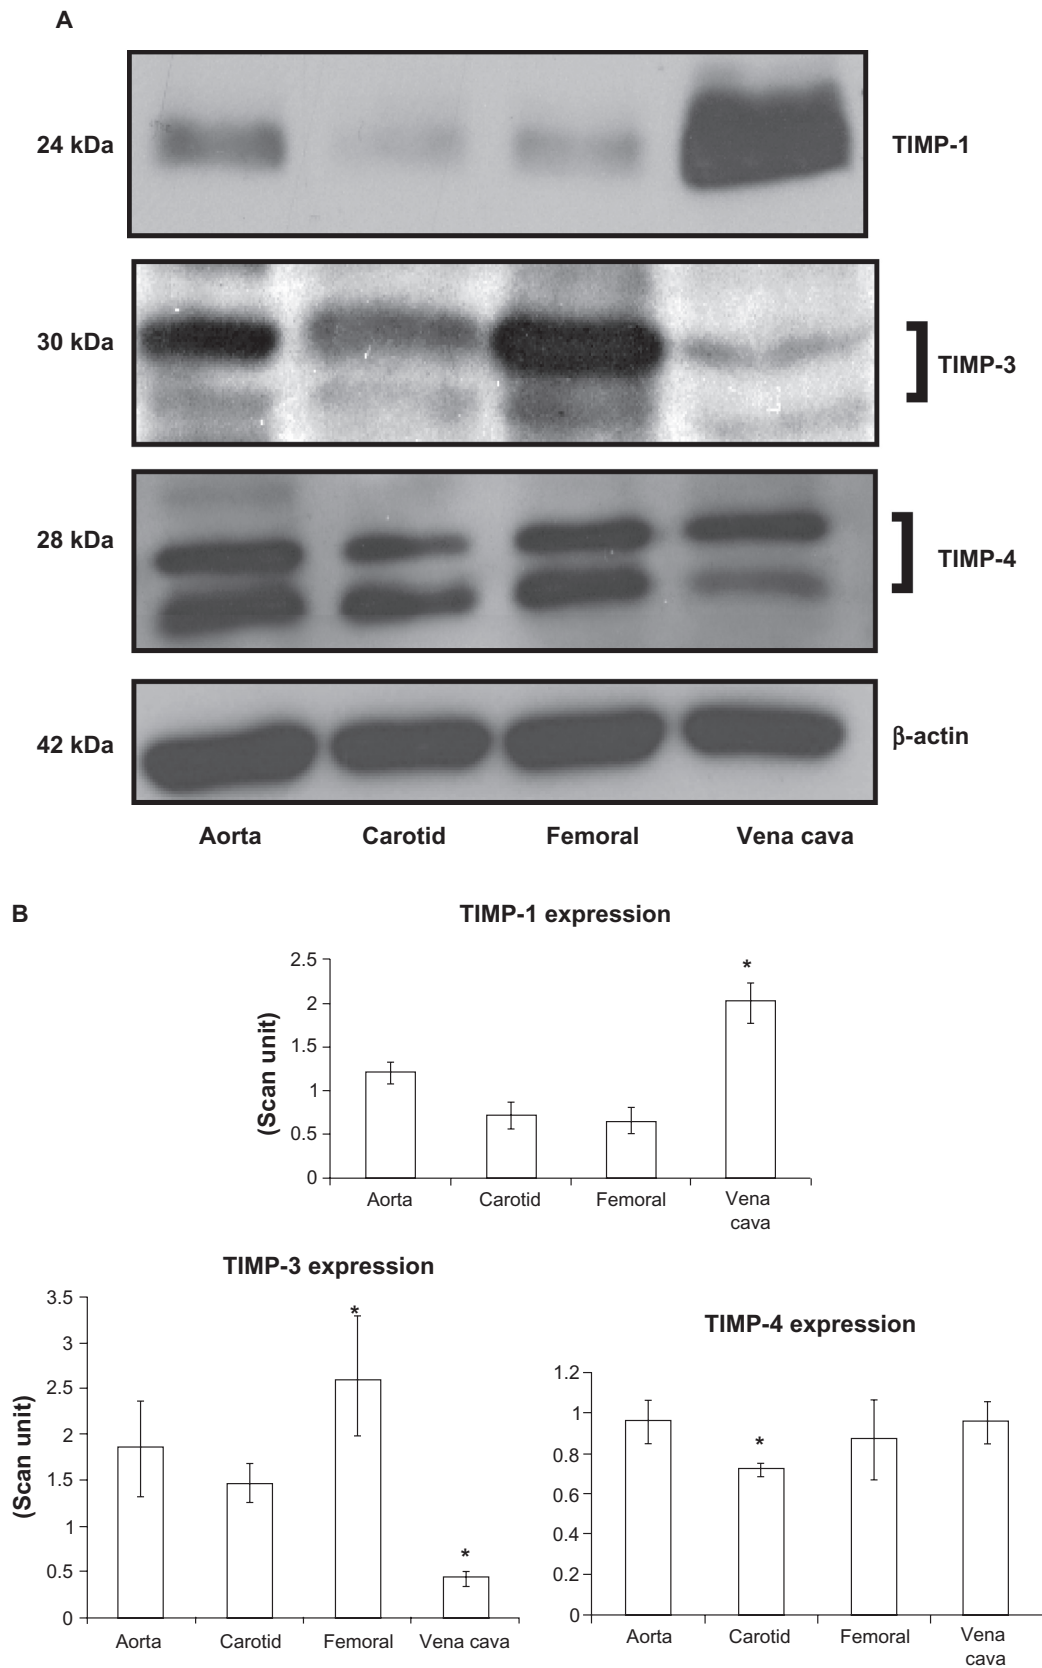 A
24 kDa TIMP-1
30 kDa TIMP-3
28 kDa TIMP-4
42 kDa β-actin
Aorta Carotid Femoral Vena cava
B
TIMP-1 expression
(Scan unit)
2.5
2
1.5
1
0.5
0
*
Aorta Carotid Femoral Vena
cava
TIMP-3 expression
(Scan unit)
3.5
3
2.5
2
1.5
1
0.5
0
*
*
Aorta Carotid Femoral Vena cava
TIMP-4 expression
1.2
1
0.8
0.6
0.4
0.2
0
*
Aorta Carotid Femoral Vena
cava